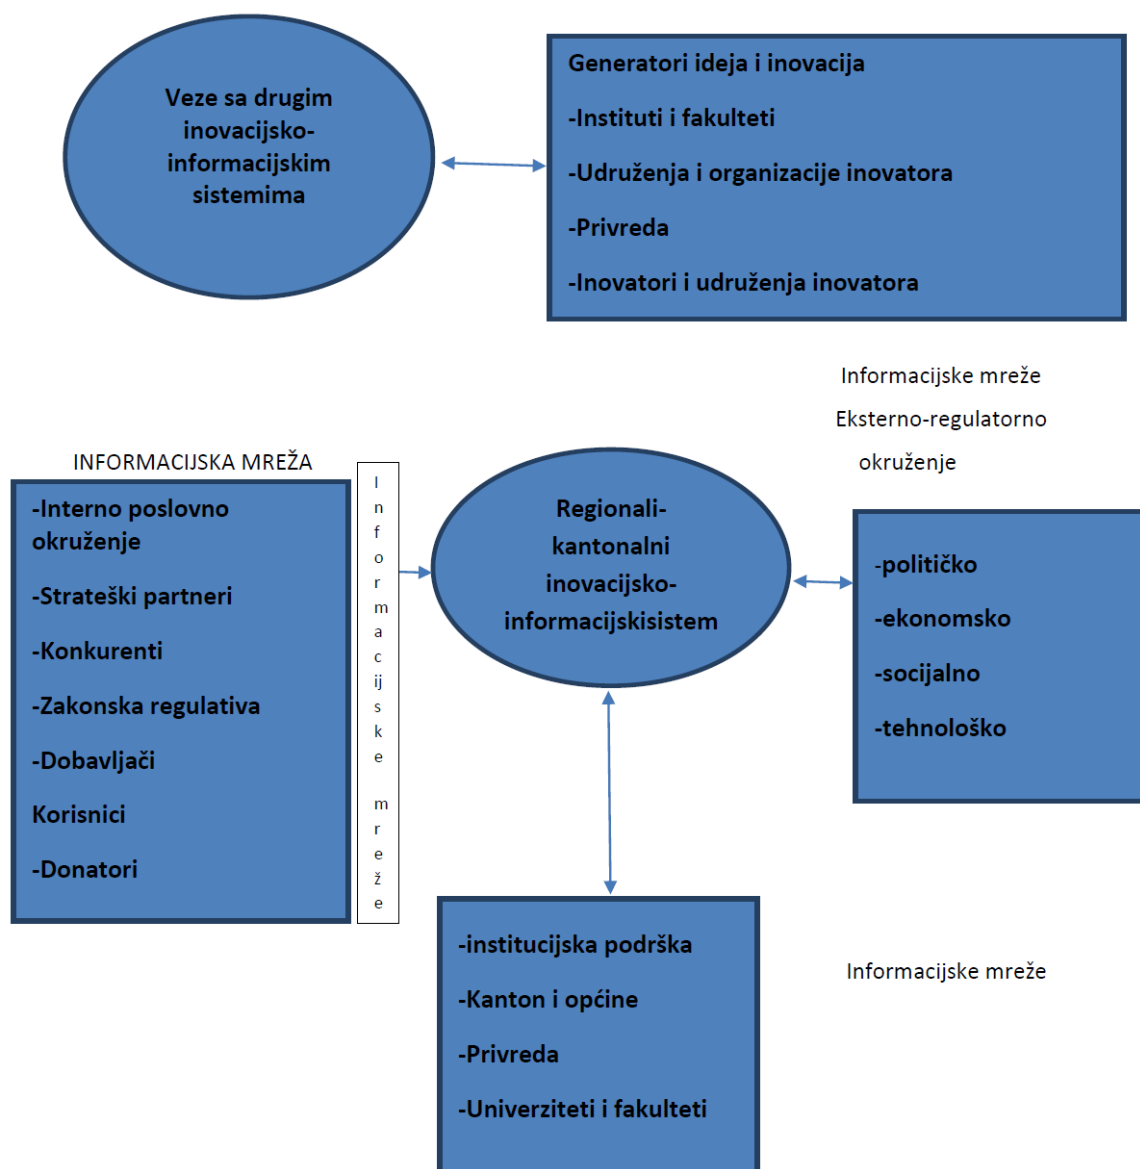 Veze sa drugim
inovacijsko-
informacijskim
sistemima
Generatori ideja i inovacija
-Instituti i fakulteti
-Udruženja i organizacije inovatora
-Privreda
-Inovatori i udruženja inovatora
Informacijske mreže
Eksterno-regulatorno
okruženje
INFORMACIJSKA MREŽA
-Interno poslovno
okruženje
-Strateški partneri
-Konkurenti
-Zakonska regulativa
-Dobavljači
Korisnici
-Donatori
Informacijske mreže
Regionali-
kantonalni
inovacijsko-
informacijskisistem
-političko
-ekonomsko
-socijalno
-tehnološko
-institucijska podrška
-Kanton i općine
-Privreda
-Univerziteti i fakulteti
Informacijske mreže